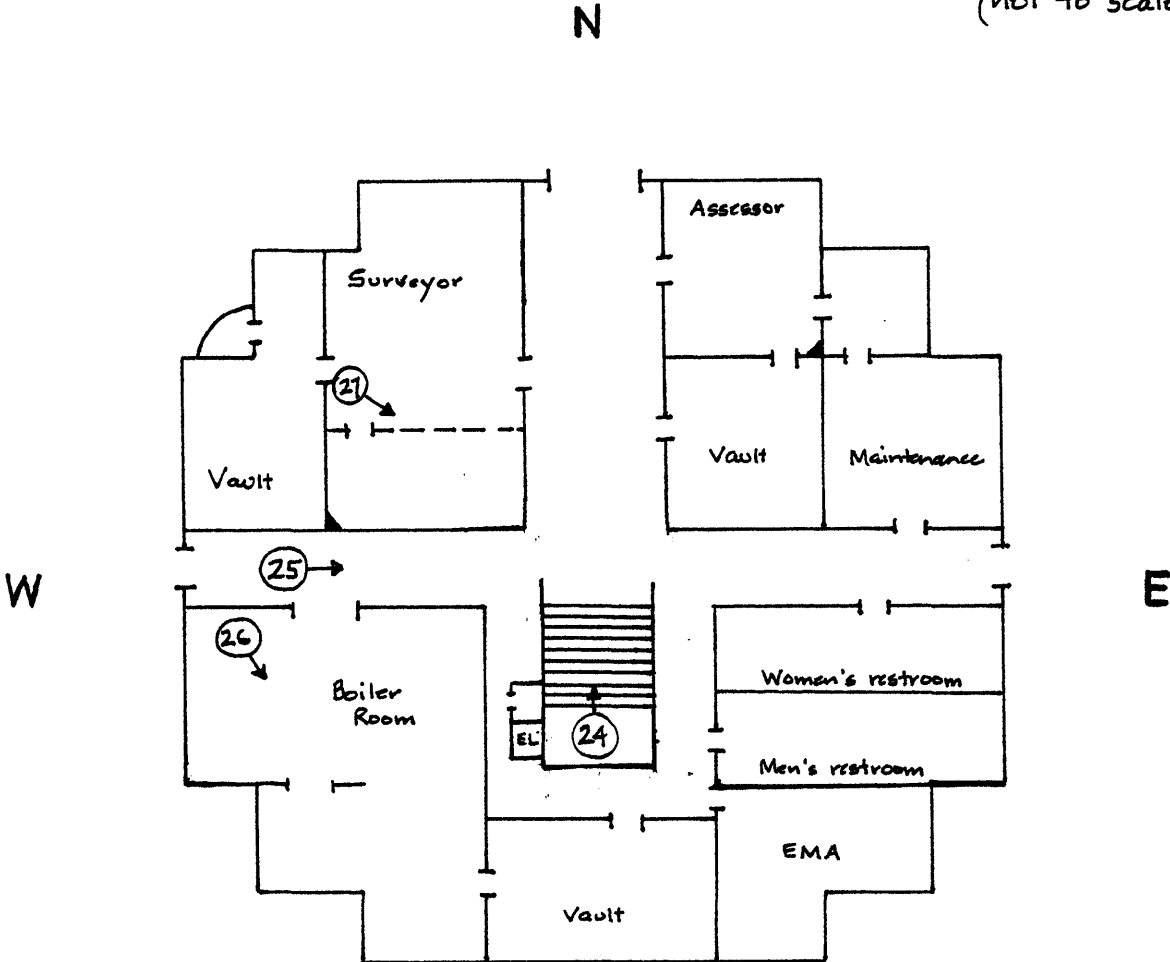 (not to scale
N
Assessor
Surveyor
27
Vault
Vault
Maintenance
25
W
E
26
Boiler
Room
Women's restroom
EL
24
Men's restroom
EMA
Vault